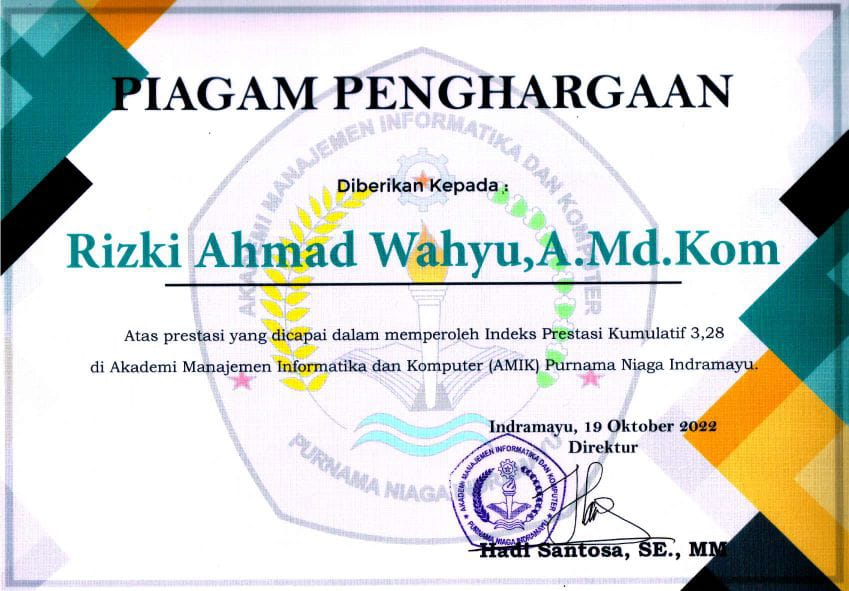 PIAGAM PENGHARGAAN
Diberikan Kepada :
Rizki Ahmad Wahyu,A.Md.Kom
Atas prestasi yang dicapai dalam memperoleh Indeks Prestasi Kumulatif 3,28
di Akademi Manajemen Informatika dan Komputer (AMIK) Purnama Niaga Indramayu.
Indramayu, 19 Oktober 2022
Direktur
Hadi Santosa, SE., MM
AKADEMI MANAJEMEN INFORMATIKA DAN KOMPUTER
PURNAMA NIAGA INDRAMAYU
AKADEMI MANAJEMEN INFORMATIKA DAN KOMPUTER
PURNAMA NIAGA INDRAMAYU